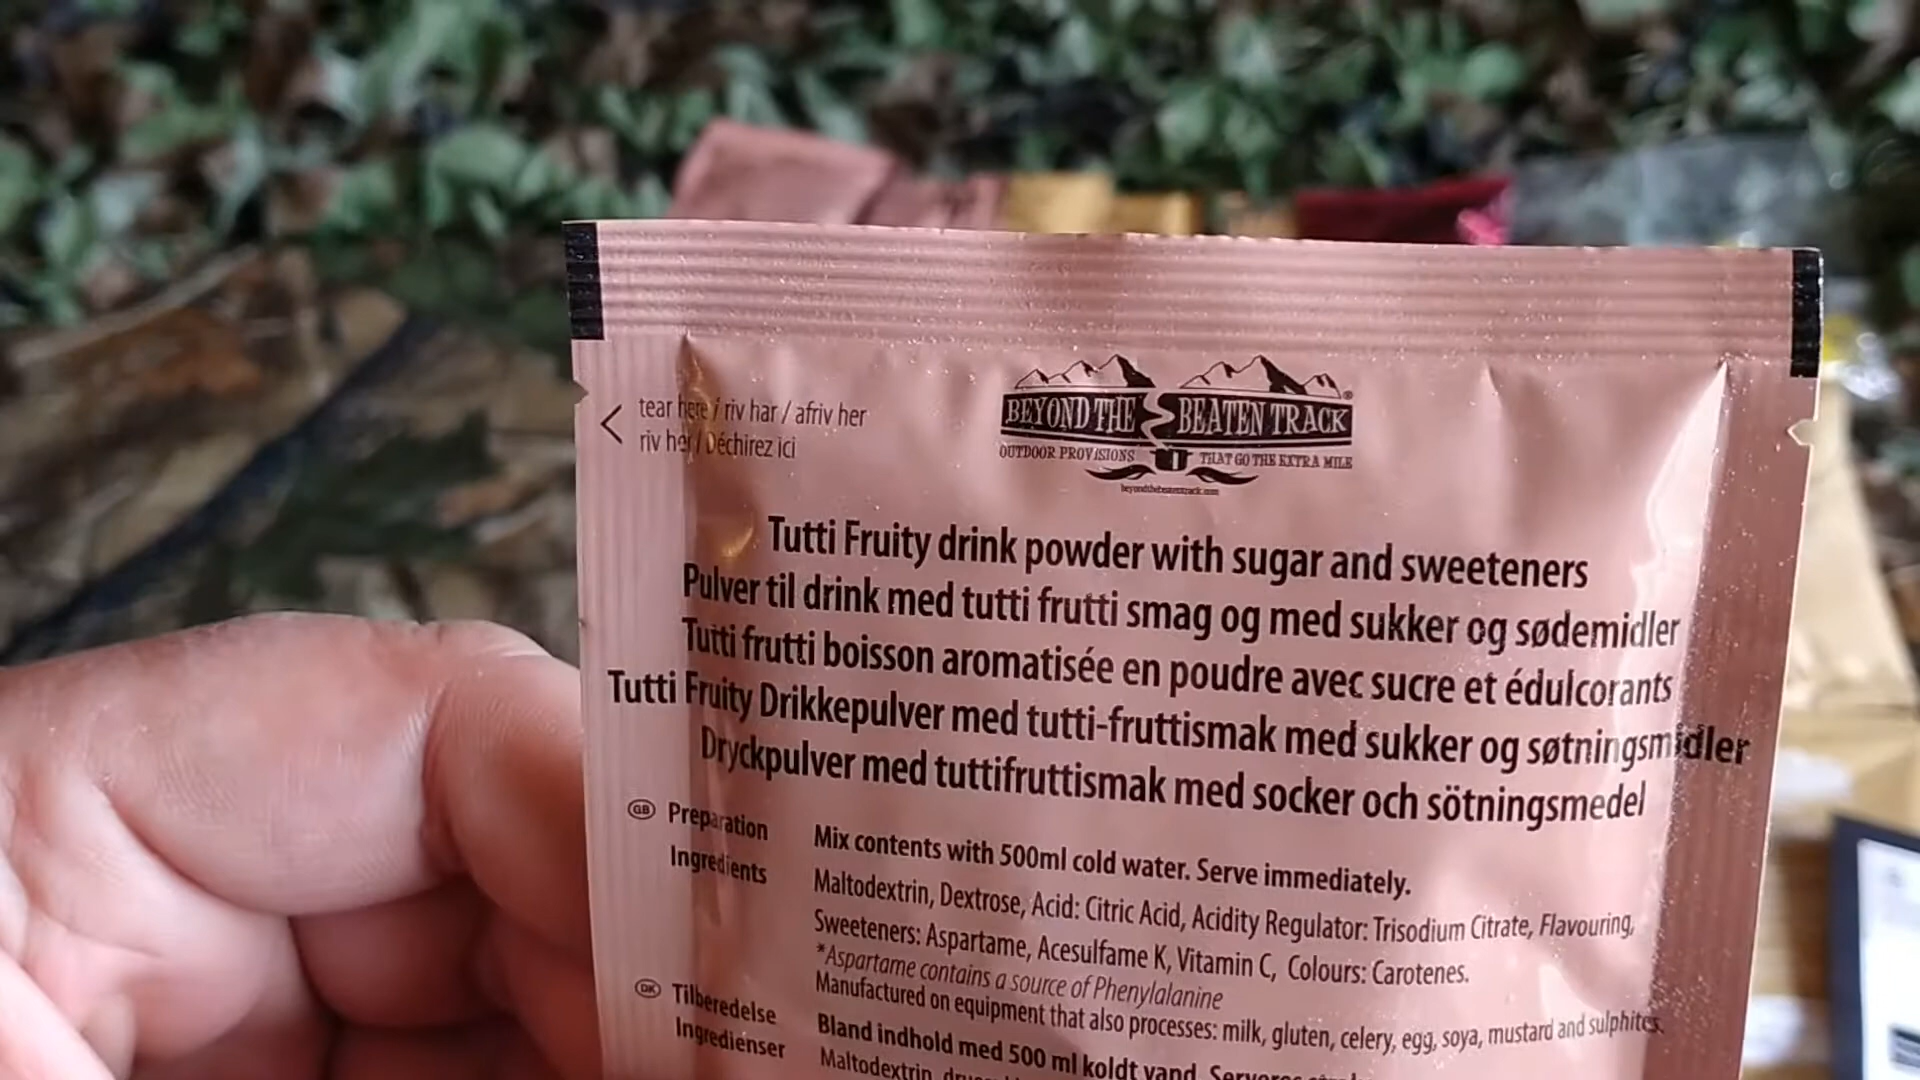 tear here / riv har / afriv her
riv her / Déchirez ici
BEYOND THE BEATEN TRACK
OUTDOOR PROVISIONS THAT GO THE EXTRA MILE
beyondthebeatentrack.com
Tutti Fruity drink powder with sugar and sweeteners
Pulver til drink med tutti frutti smag og med sukker og sødemidler
Tutti frutti boisson aromatisée en poudre avec sucre et édulcorants
Tutti Fruity Drikkepulver med tutti-fruttismak med sukker og søtningsmidler
Dryckpulver med tuttifruttismak med socker och sötningsmedel
GB Preparation Mix contents with 500ml cold water. Serve immediately.
Ingredients Maltodextrin, Dextrose, Acid: Citric Acid, Acidity Regulator: Trisodium Citrate, Flavouring,
Sweeteners: Aspartame, Acesulfame K, Vitamin C, Colours: Carotenes.
*Aspartame contains a source of Phenylalanine
Manufactured on equipment that also processes: milk, gluten, celery, egg, soya, mustard and sulphites.
DK Tilberedelse Bland indhold med 500 ml koldt vand.
Ingredienser Maltodextrin,